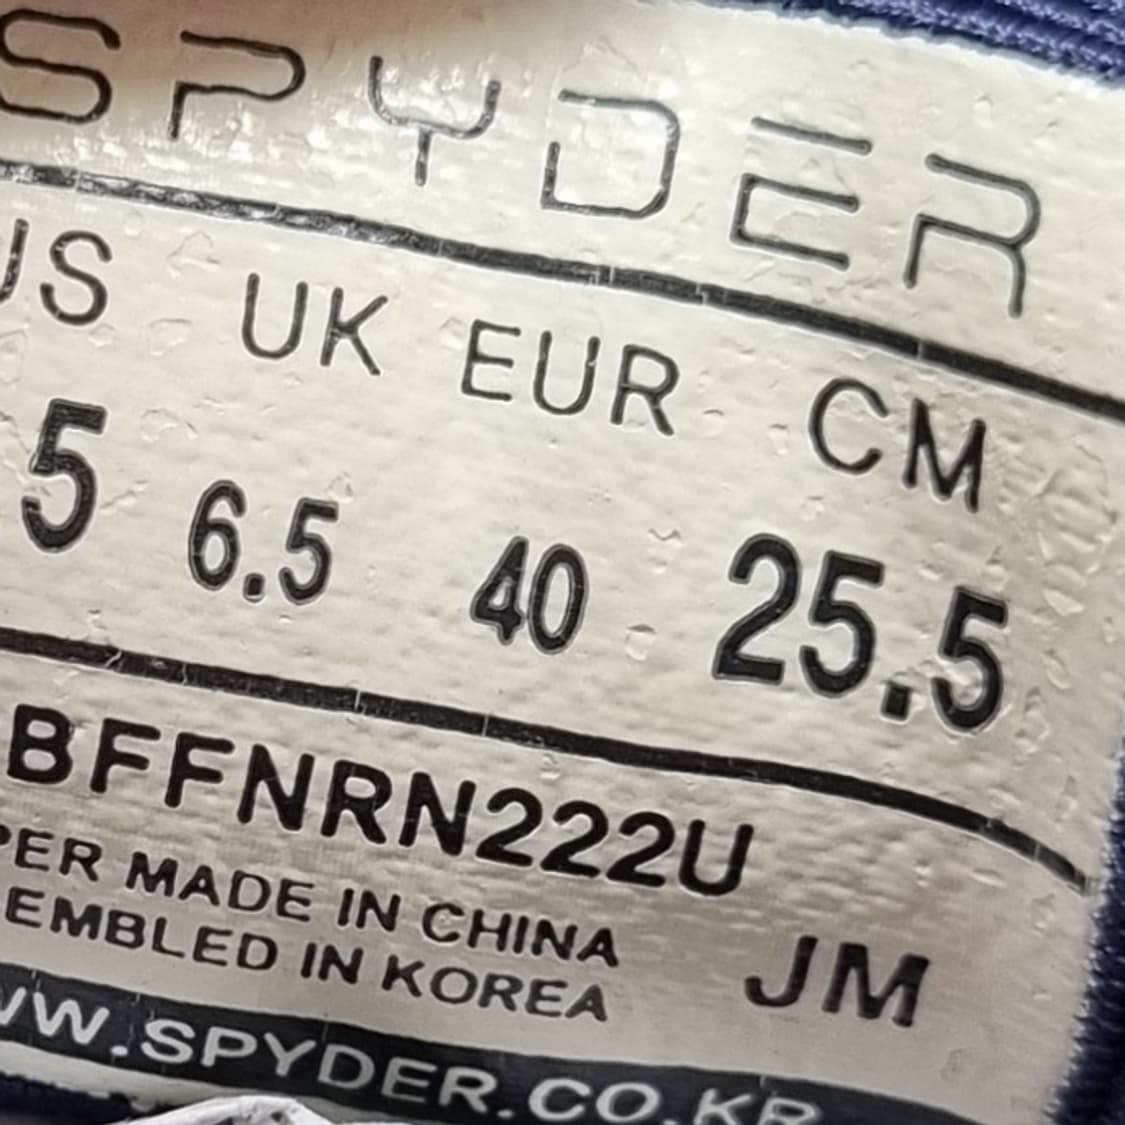 SPYDER
US UK EUR CM
5 6.5 40 25.5
BFFNRN222U
PER MADE IN CHINA
EMBLED IN KOREA JM
WW.SPYDER.CO.KR